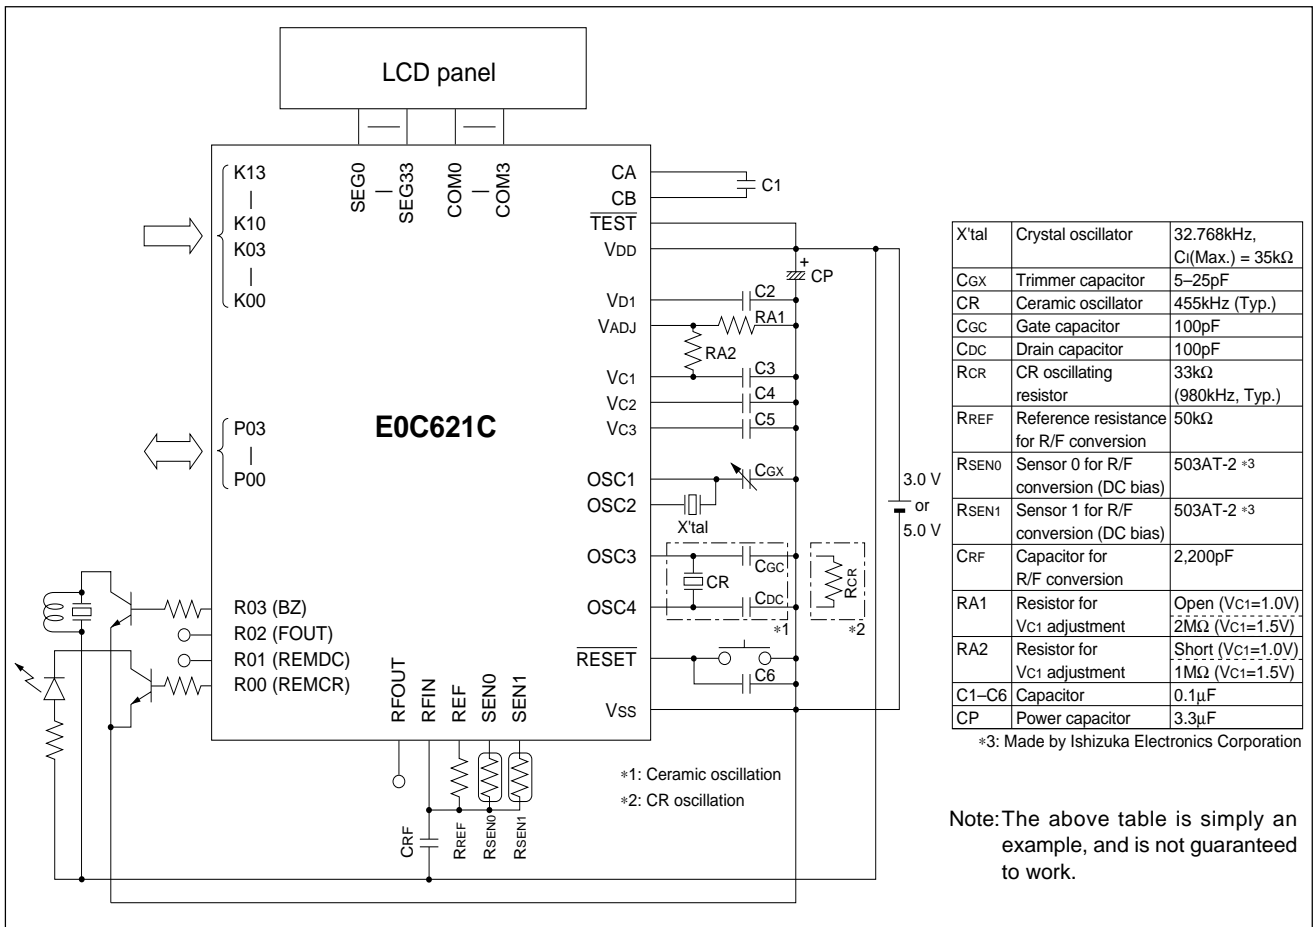 LCD panel
SEG0
SEG33
COM0
COM3
K13
K10
K03
K00
P03
P00
R03 (BZ)
R02 (FOUT)
R01 (REMDC)
R00 (REMCR)
E0C621C
RFOUT
RFIN
REF
SEN0
SEN1
CA
CB
TEST
VDD
VD1
VADJ
VC1
VC2
VC3
OSC1
OSC2
OSC3
OSC4
RESET
VSS
C1
+
CP
C2
RA1
RA2
C3
C4
C5
CGX
X'tal
CGC
CR
CDC
*1
RCR
*2
C6
3.0 V
or
5.0 V
CRF
RREF
RSEN0
RSEN1
*1: Ceramic oscillation
*2: CR oscillation
X'tal Crystal oscillator 32.768kHz,
CI(Max.) = 35kΩ
CGX Trimmer capacitor 5–25pF
CR Ceramic oscillator 455kHz (Typ.)
CGC Gate capacitor 100pF
CDC Drain capacitor 100pF
RCR CR oscillating 33kΩ
resistor (980kHz, Typ.)
RREF Reference resistance 50kΩ
for R/F conversion
RSEN0 Sensor 0 for R/F 503AT-2 *3
conversion (DC bias)
RSEN1 Sensor 1 for R/F 503AT-2 *3
conversion (DC bias)
CRF Capacitor for 2,200pF
R/F conversion
RA1 Resistor for Open (VC1=1.0V)
VC1 adjustment 2MΩ (VC1=1.5V)
RA2 Resistor for Short (VC1=1.0V)
VC1 adjustment 1MΩ (VC1=1.5V)
C1–C6 Capacitor 0.1µF
CP Power capacitor 3.3µF
*3: Made by Ishizuka Electronics Corporation
Note: The above table is simply an
example, and is not guaranteed
to work.